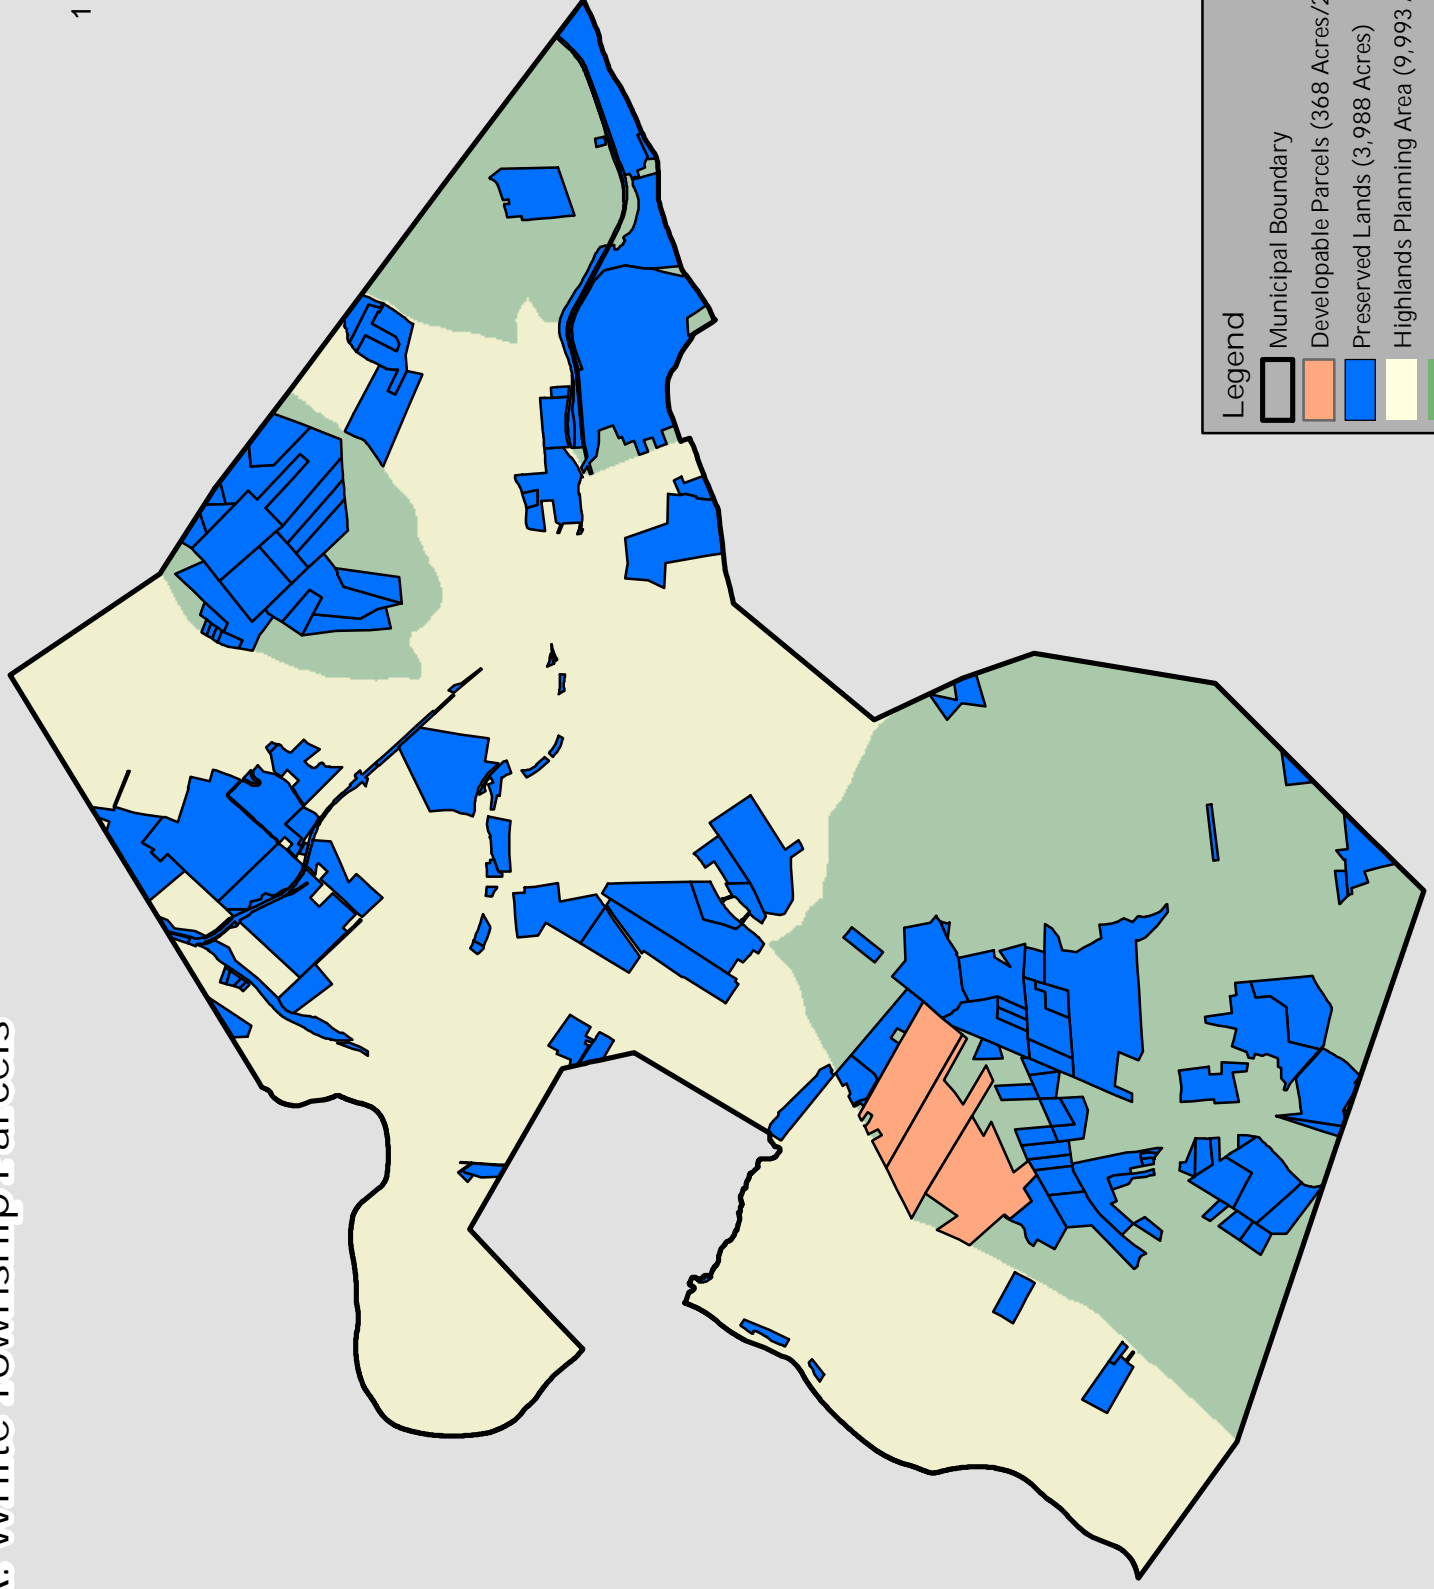 White Township Parcels
1
Legend
Municipal Boundary
Developable Parcels (368 Acres/2
Preserved Lands (3,988 Acres)
Highlands Planning Area (9,993